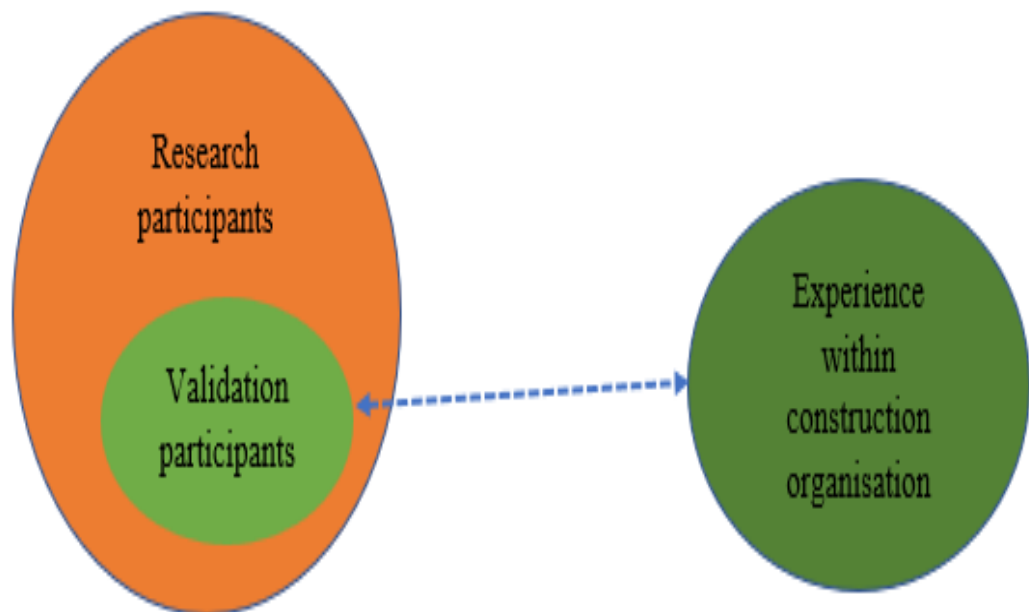 Research
participants
Validation
participants
Experience
within
construction
organisation